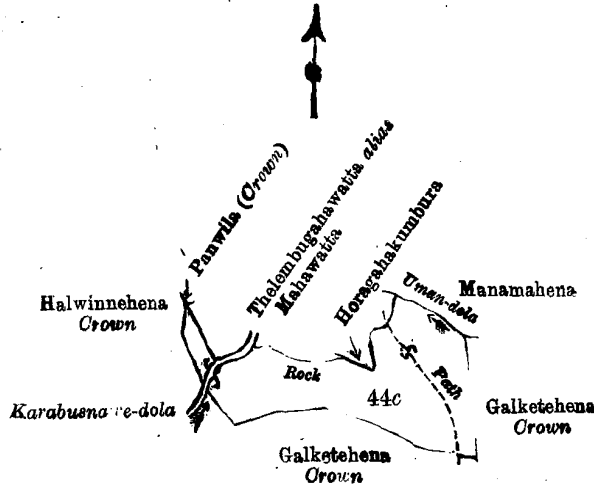 Panwila (Crown)
Thelembugahawatta alias
Mahawatta
Horagahakumbura
Uman-dola
Manamahena
Halwinnehena
Crown
Rock
Path
44c
Galketehena
Crown
Galketehena
Crown